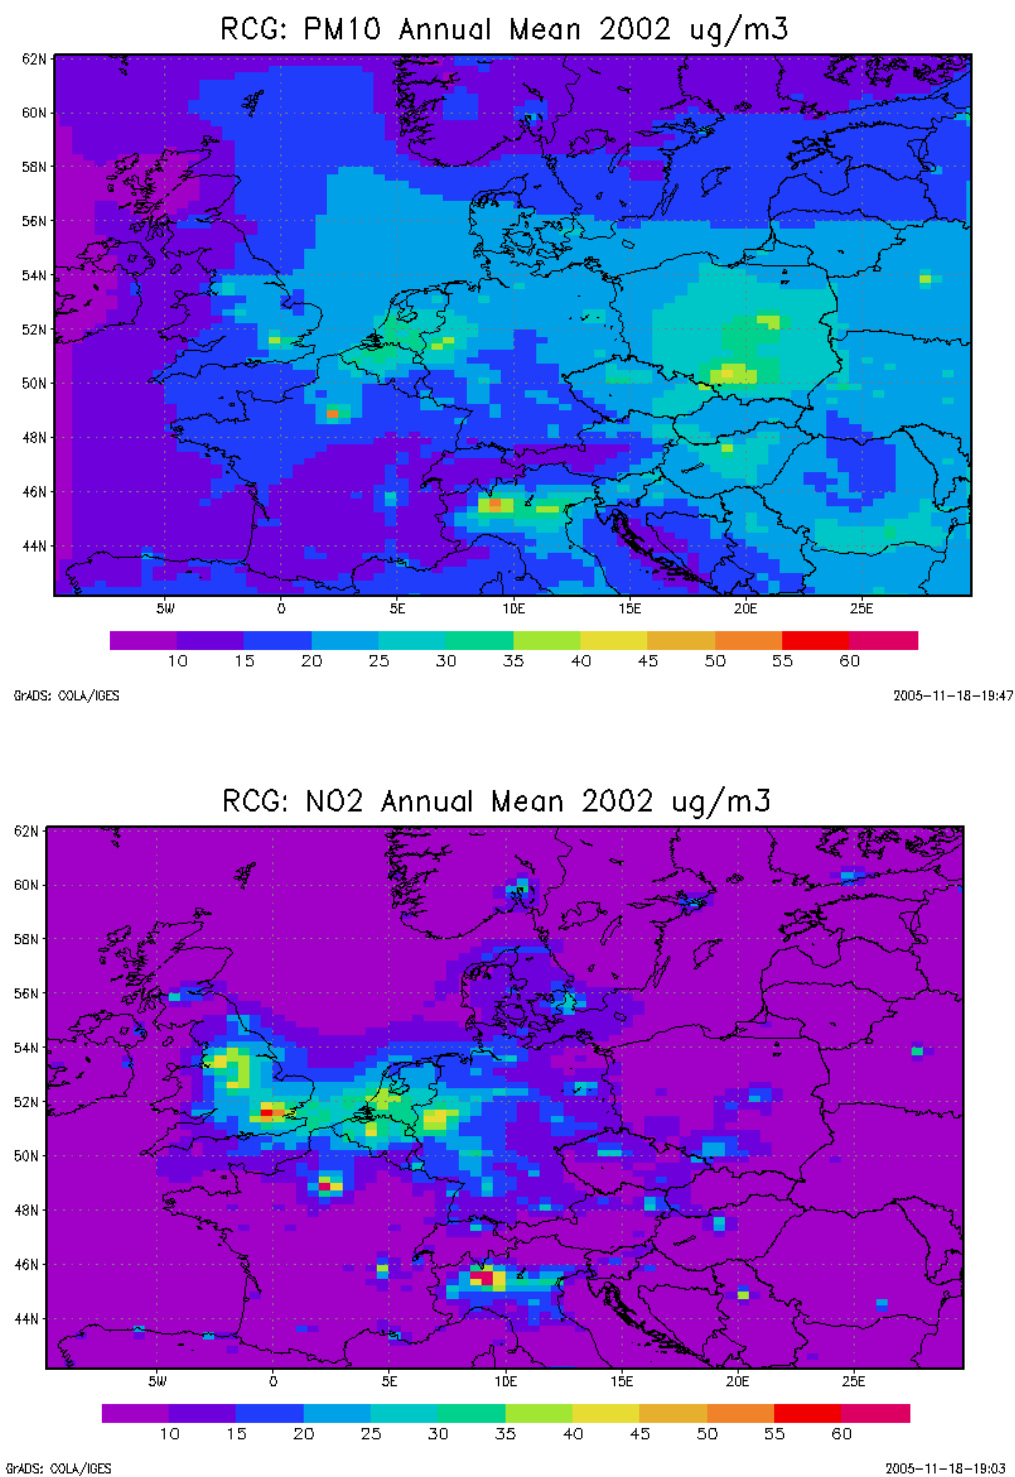 RCG: PM10 Annual Mean 2002 ug/m3
62N
60N
58N
56N
54N
52N
50N
48N
46N
44N
5W 0 5E 10E 15E 20E 25E
10 15 20 25 30 35 40 45 50 55 60
GrADS: COLA/IGES 2005-11-18-19:47
RCG: NO2 Annual Mean 2002 ug/m3
62N
60N
58N
56N
54N
52N
50N
48N
46N
44N
5W 0 5E 10E 15E 20E 25E
10 15 20 25 30 35 40 45 50 55 60
GrADS: COLA/IGES 2005-11-18-19:03